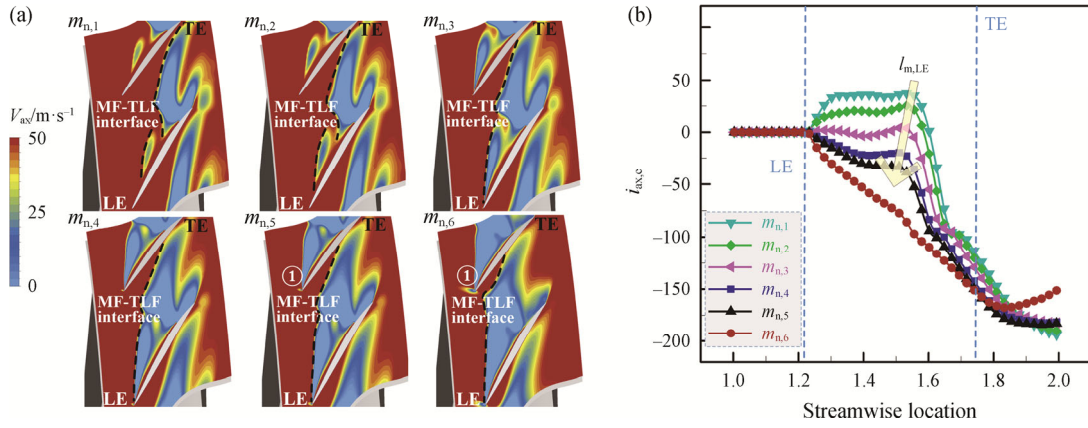 (a)
m_n,1
TE
m_n,2
TE
m_n,3
TE
MF-TLF
interface
MF-TLF
interface
MF-TLF
interface
V_ax/m·s⁻¹
50
25
0
LE
LE
LE
m_n,4
TE
m_n,5
TE
m_n,6
TE
①
①
MF-TLF
interface
MF-TLF
interface
MF-TLF
interface
LE
LE
LE
(b)
TE
l_m,LE
LE
50
0
−50
−100
−150
−200
i_ax,c
m_n,1
m_n,2
m_n,3
m_n,4
m_n,5
m_n,6
1.0 1.2 1.4 1.6 1.8 2.0
Streamwise location